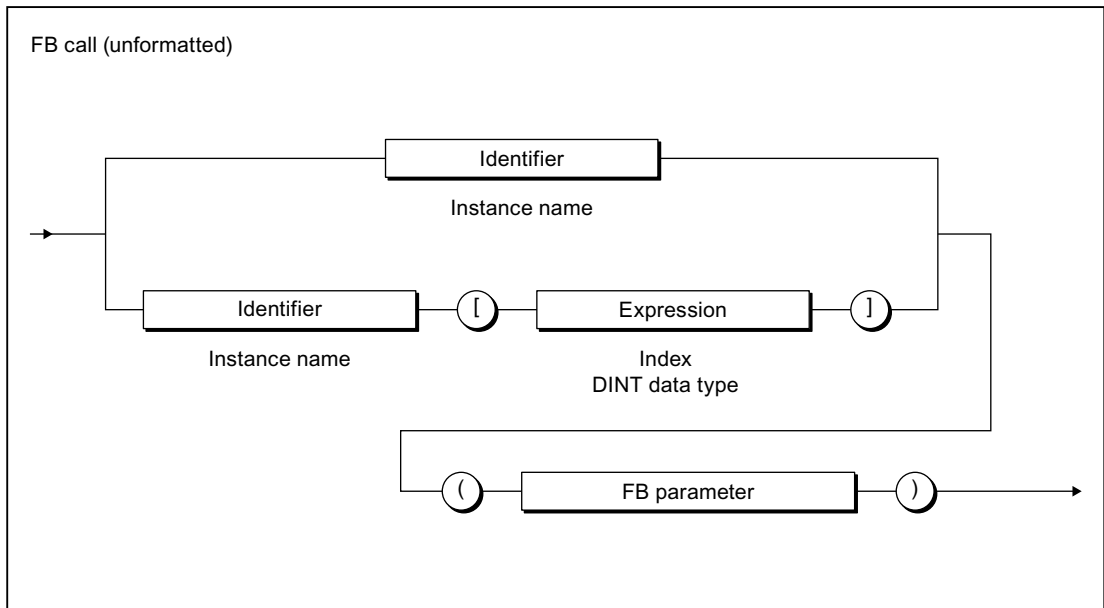 FB call (unformatted)
Identifier
Instance name
Identifier [ Expression ]
Instance name Index
DINT data type
( FB parameter )